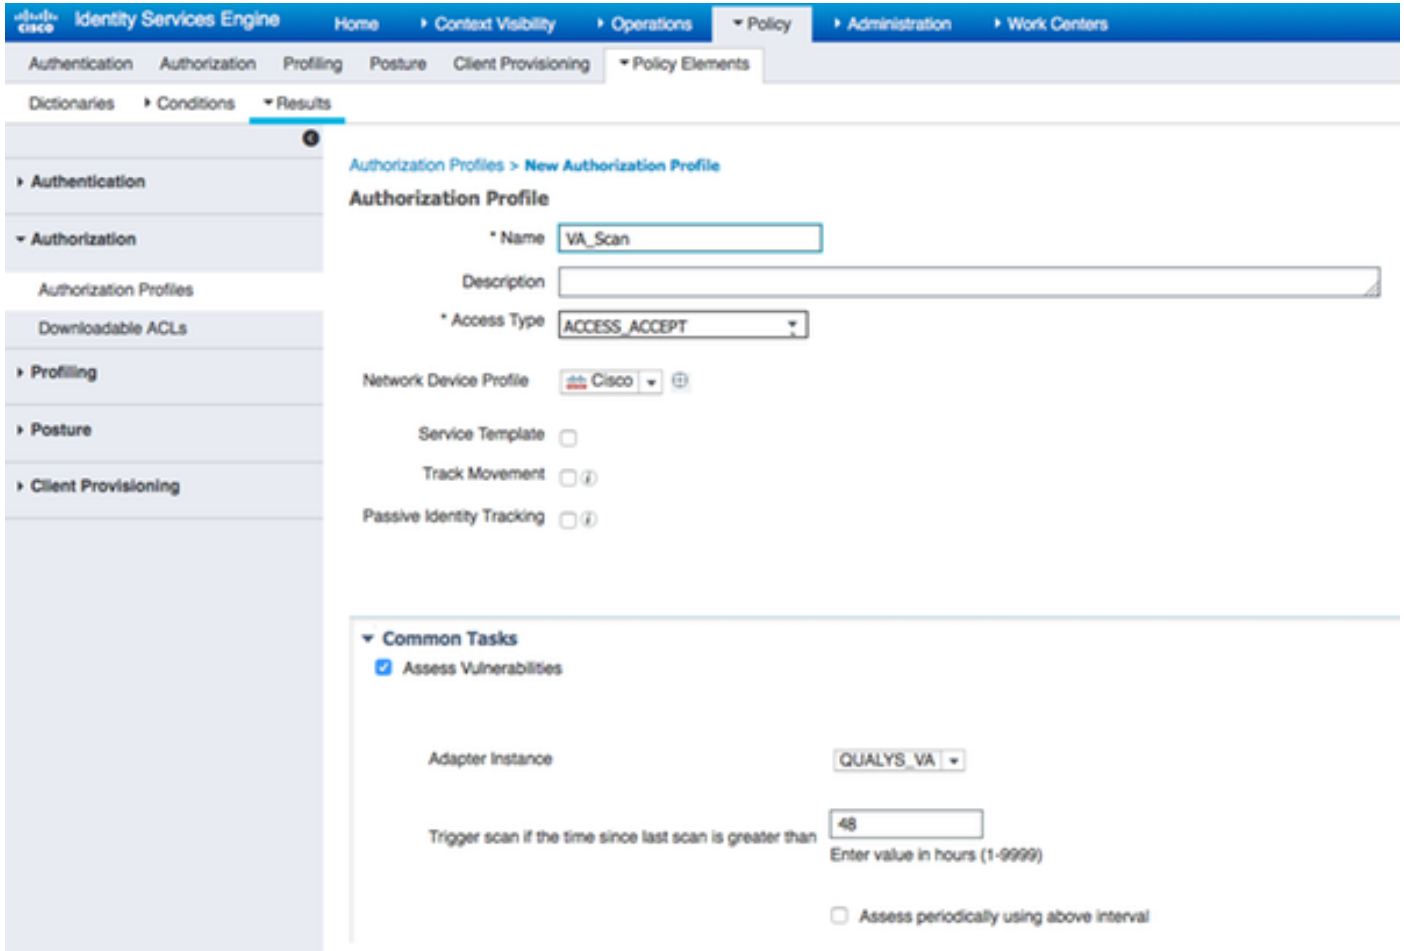 cisco Identity Services Engine Home Context Visibility Operations Policy Administration Work Centers
Authentication Authorization Profiling Posture Client Provisioning Policy Elements
Dictionaries Conditions Results
Authentication
Authorization
Authorization Profiles
Downloadable ACLs
Profiling
Posture
Client Provisioning
Authorization Profiles > New Authorization Profile
Authorization Profile
* Name VA_Scan
Description
* Access Type ACCESS_ACCEPT
Network Device Profile Cisco
Service Template
Track Movement
Passive Identity Tracking
Common Tasks
Assess Vulnerabilities
Adapter Instance QUALYS_VA
Trigger scan if the time since last scan is greater than 48
Enter value in hours (1-9999)
Assess periodically using above interval